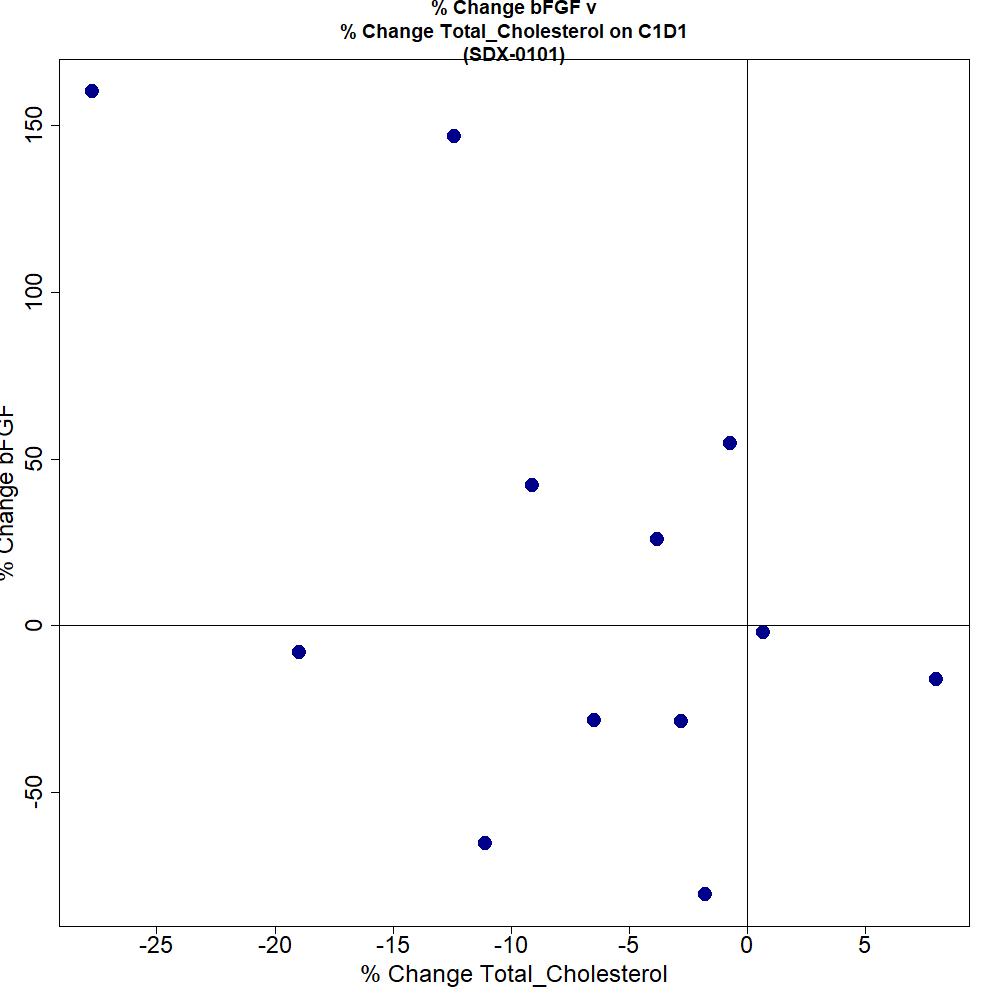 % Change bFGF v
% Change Total_Cholesterol on C1D1
(SDX-0101)
% Change bFGF
150
100
50
0
-50
-25
-20
-15
-10
-5
0
5
% Change Total_Cholesterol